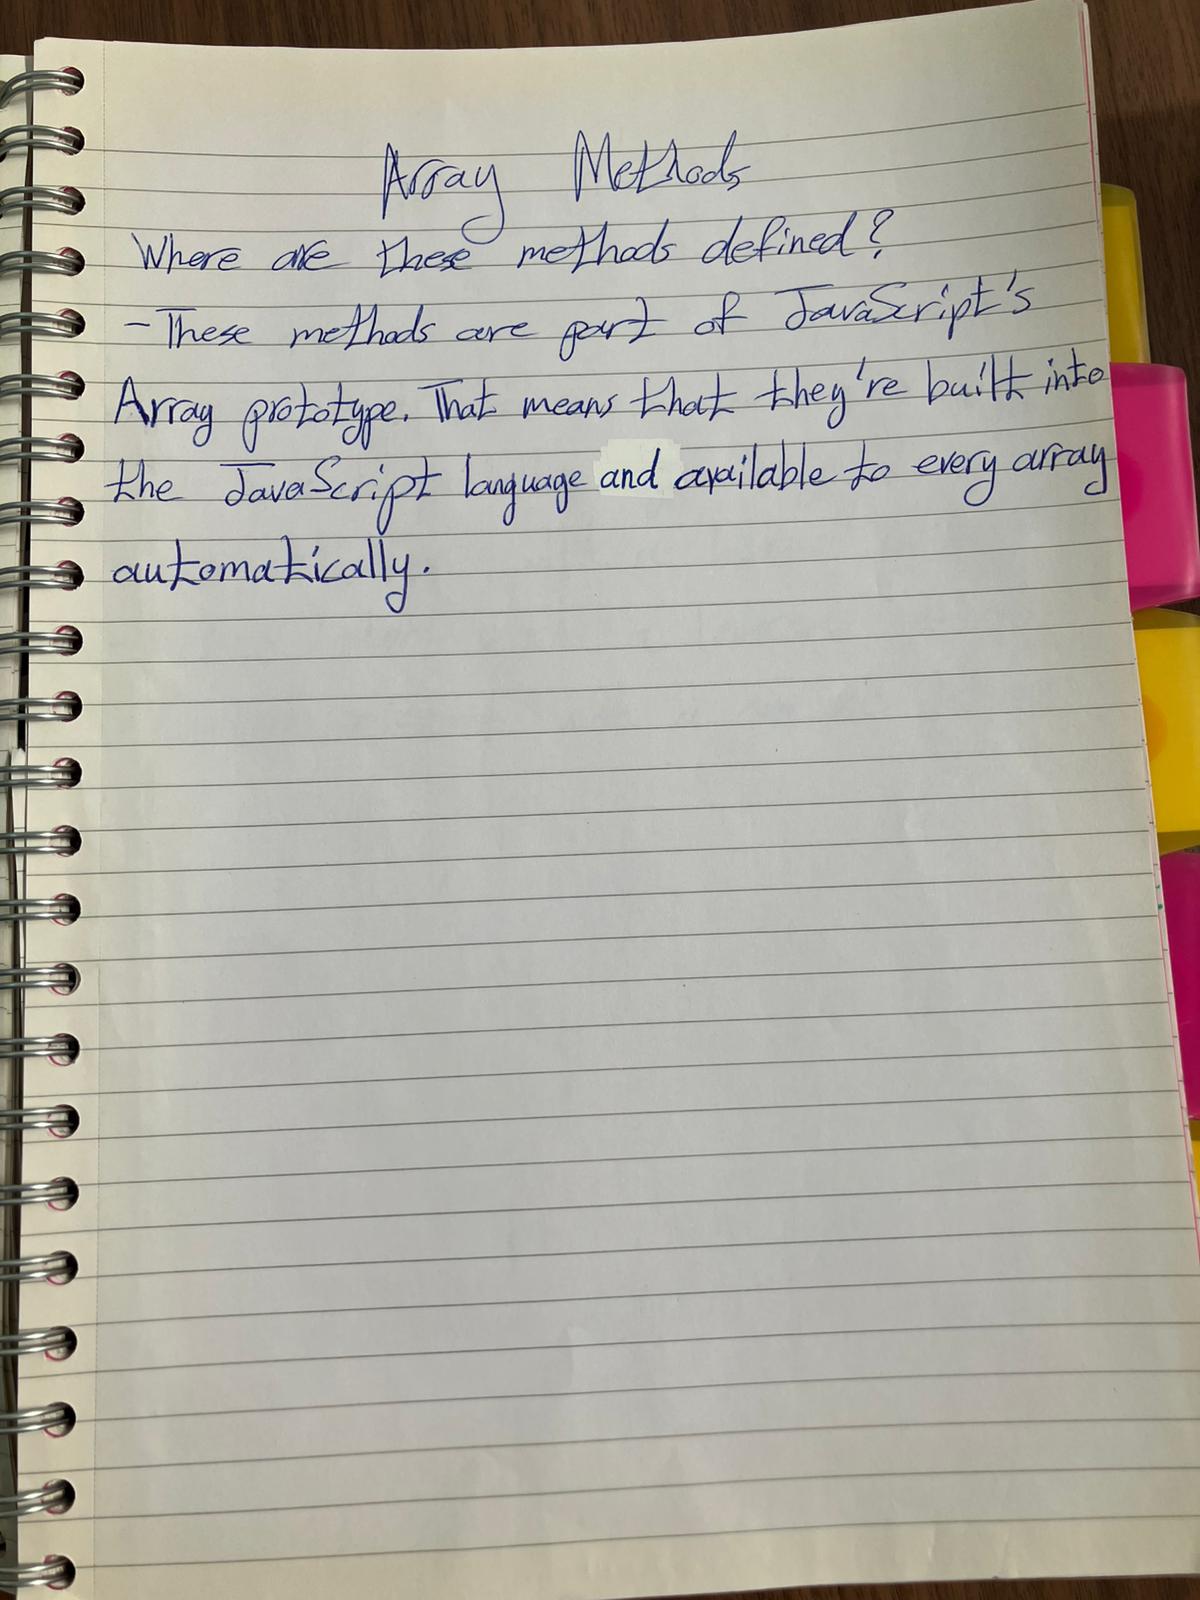 Array Methods
Where are these methods defined?
- These methods are part of JavaScript's
Array prototype. That means that they're built into
the JavaScript language and available to every array
automatically.